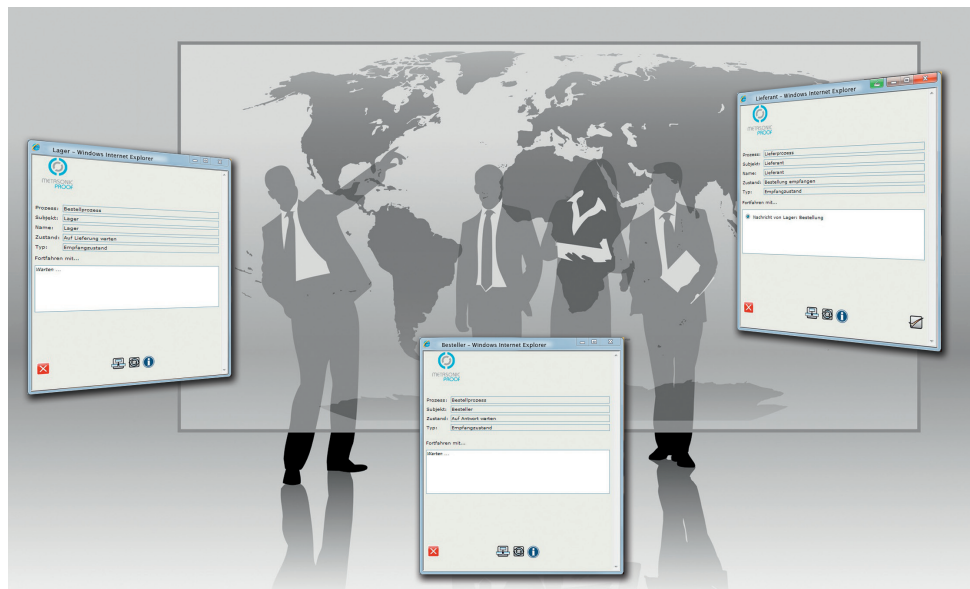 Lager - Windows Internet Explorer
METASONIC
PROOF
Prozess: Bestellprozess
Subjekt: Lager
Name: Lager
Zustand: Auf Lieferung warten
Typ: Empfangzustand
Fortfahren mit...
Warten ...
Besteller - Windows Internet Explorer
METASONIC
PROOF
Prozess: Bestellprozess
Subjekt: Besteller
Zustand: Auf Antwort warten
Typ: Empfangzustand
Fortfahren mit...
Warten ...
Lieferant - Windows Internet Explorer
METASONIC
PROOF
Prozess: Lieferprozess
Subjekt: Lieferant
Name: Lieferant
Zustand: Bestellung empfangen
Typ: Empfangzustand
Fortfahren mit...
Nachricht von Lager: Bestellung